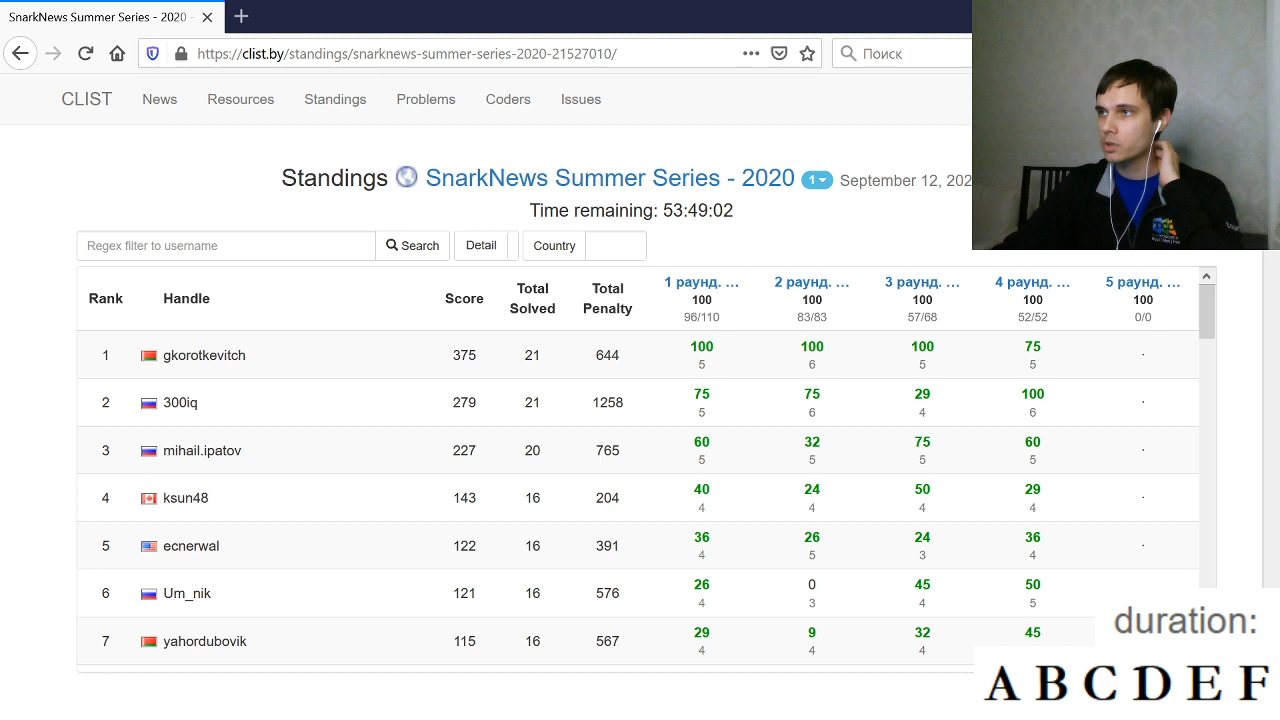 SnarkNews Summer Series - 2020 -
https://clist.by/standings/snarknews-summer-series-2020-21527010/
Поиск
CLIST News Resources Standings Problems Coders Issues
Standings SnarkNews Summer Series - 2020 1 September 12, 202
Time remaining: 53:49:02
Regex filter to username Search Detail Country
Rank Handle Score Total Solved Total Penalty 1 раунд. ... 2 раунд. ... 3 раунд. ... 4 раунд. ... 5 раунд. ...
100 100 100 100 100
96/110 83/83 57/68 52/52 0/0
1 gkorotkevitch 375 21 644 100 100 100 75 ·
5 6 5 5
2 300iq 279 21 1258 75 75 29 100 ·
5 6 4 6
3 mihail.ipatov 227 20 765 60 32 75 60 ·
5 5 5 5
4 ksun48 143 16 204 40 24 50 29 ·
4 4 4 4
5 ecnerwal 122 16 391 36 26 24 36 ·
4 5 3 4
6 Um_nik 121 16 576 26 0 45 50
4 3 4 5
7 yahordubovik 115 16 567 29 9 32 45
4 4 4
duration:
A B C D E F